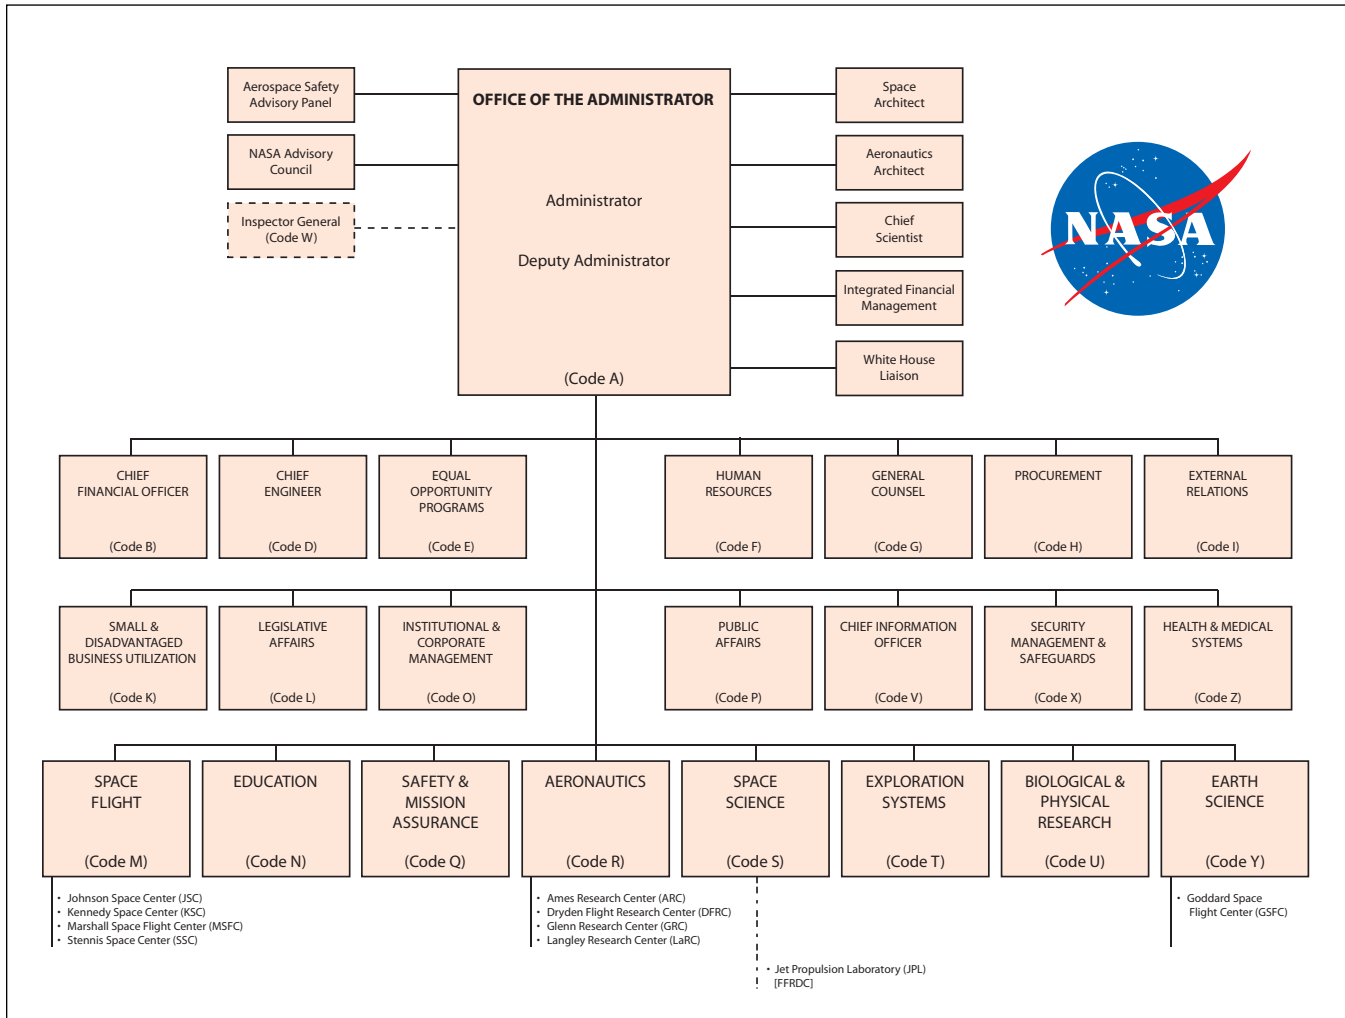 Aerospace Safety
Advisory Panel
NASA Advisory
Council
Inspector General
(Code W)
OFFICE OF THE ADMINISTRATOR
Administrator
Deputy Administrator
(Code A)
Space
Architect
Aeronautics
Architect
Chief
Scientist
Integrated Financial
Management
White House
Liaison
NASA
CHIEF
FINANCIAL OFFICER
(Code B)
CHIEF
ENGINEER
(Code D)
EQUAL
OPPORTUNITY
PROGRAMS
(Code E)
HUMAN
RESOURCES
(Code F)
GENERAL
COUNSEL
(Code G)
PROCUREMENT
(Code H)
EXTERNAL
RELATIONS
(Code I)
SMALL &
DISADVANTAGED
BUSINESS UTILIZATION
(Code K)
LEGISLATIVE
AFFAIRS
(Code L)
INSTITUTIONAL &
CORPORATE
MANAGEMENT
(Code O)
PUBLIC
AFFAIRS
(Code P)
CHIEF INFORMATION
OFFICER
(Code V)
SECURITY
MANAGEMENT &
SAFEGUARDS
(Code X)
HEALTH & MEDICAL
SYSTEMS
(Code Z)
SPACE
FLIGHT
(Code M)
EDUCATION
(Code N)
SAFETY &
MISSION
ASSURANCE
(Code Q)
AERONAUTICS
(Code R)
SPACE
SCIENCE
(Code S)
EXPLORATION
SYSTEMS
(Code T)
BIOLOGICAL &
PHYSICAL
RESEARCH
(Code U)
EARTH
SCIENCE
(Code Y)
• Johnson Space Center (JSC)
• Kennedy Space Center (KSC)
• Marshall Space Flight Center (MSFC)
• Stennis Space Center (SSC)
• Ames Research Center (ARC)
• Dryden Flight Research Center (DFRC)
• Glenn Research Center (GRC)
• Langley Research Center (LaRC)
• Jet Propulsion Laboratory (JPL)
[FFRDC]
• Goddard Space
Flight Center (GSFC)